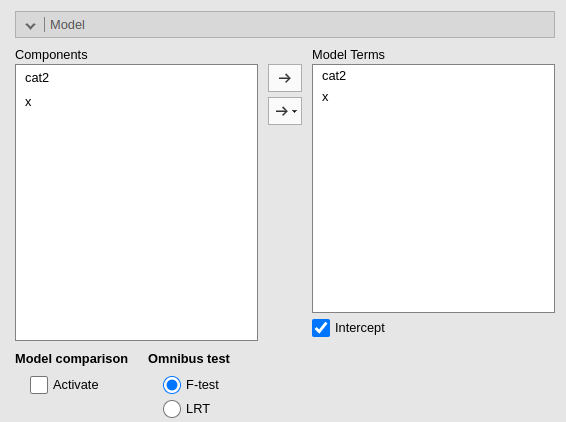 Model
Components
cat2
x
Model Terms
cat2
x
Intercept
Model comparison
Activate
Omnibus test
F-test
LRT